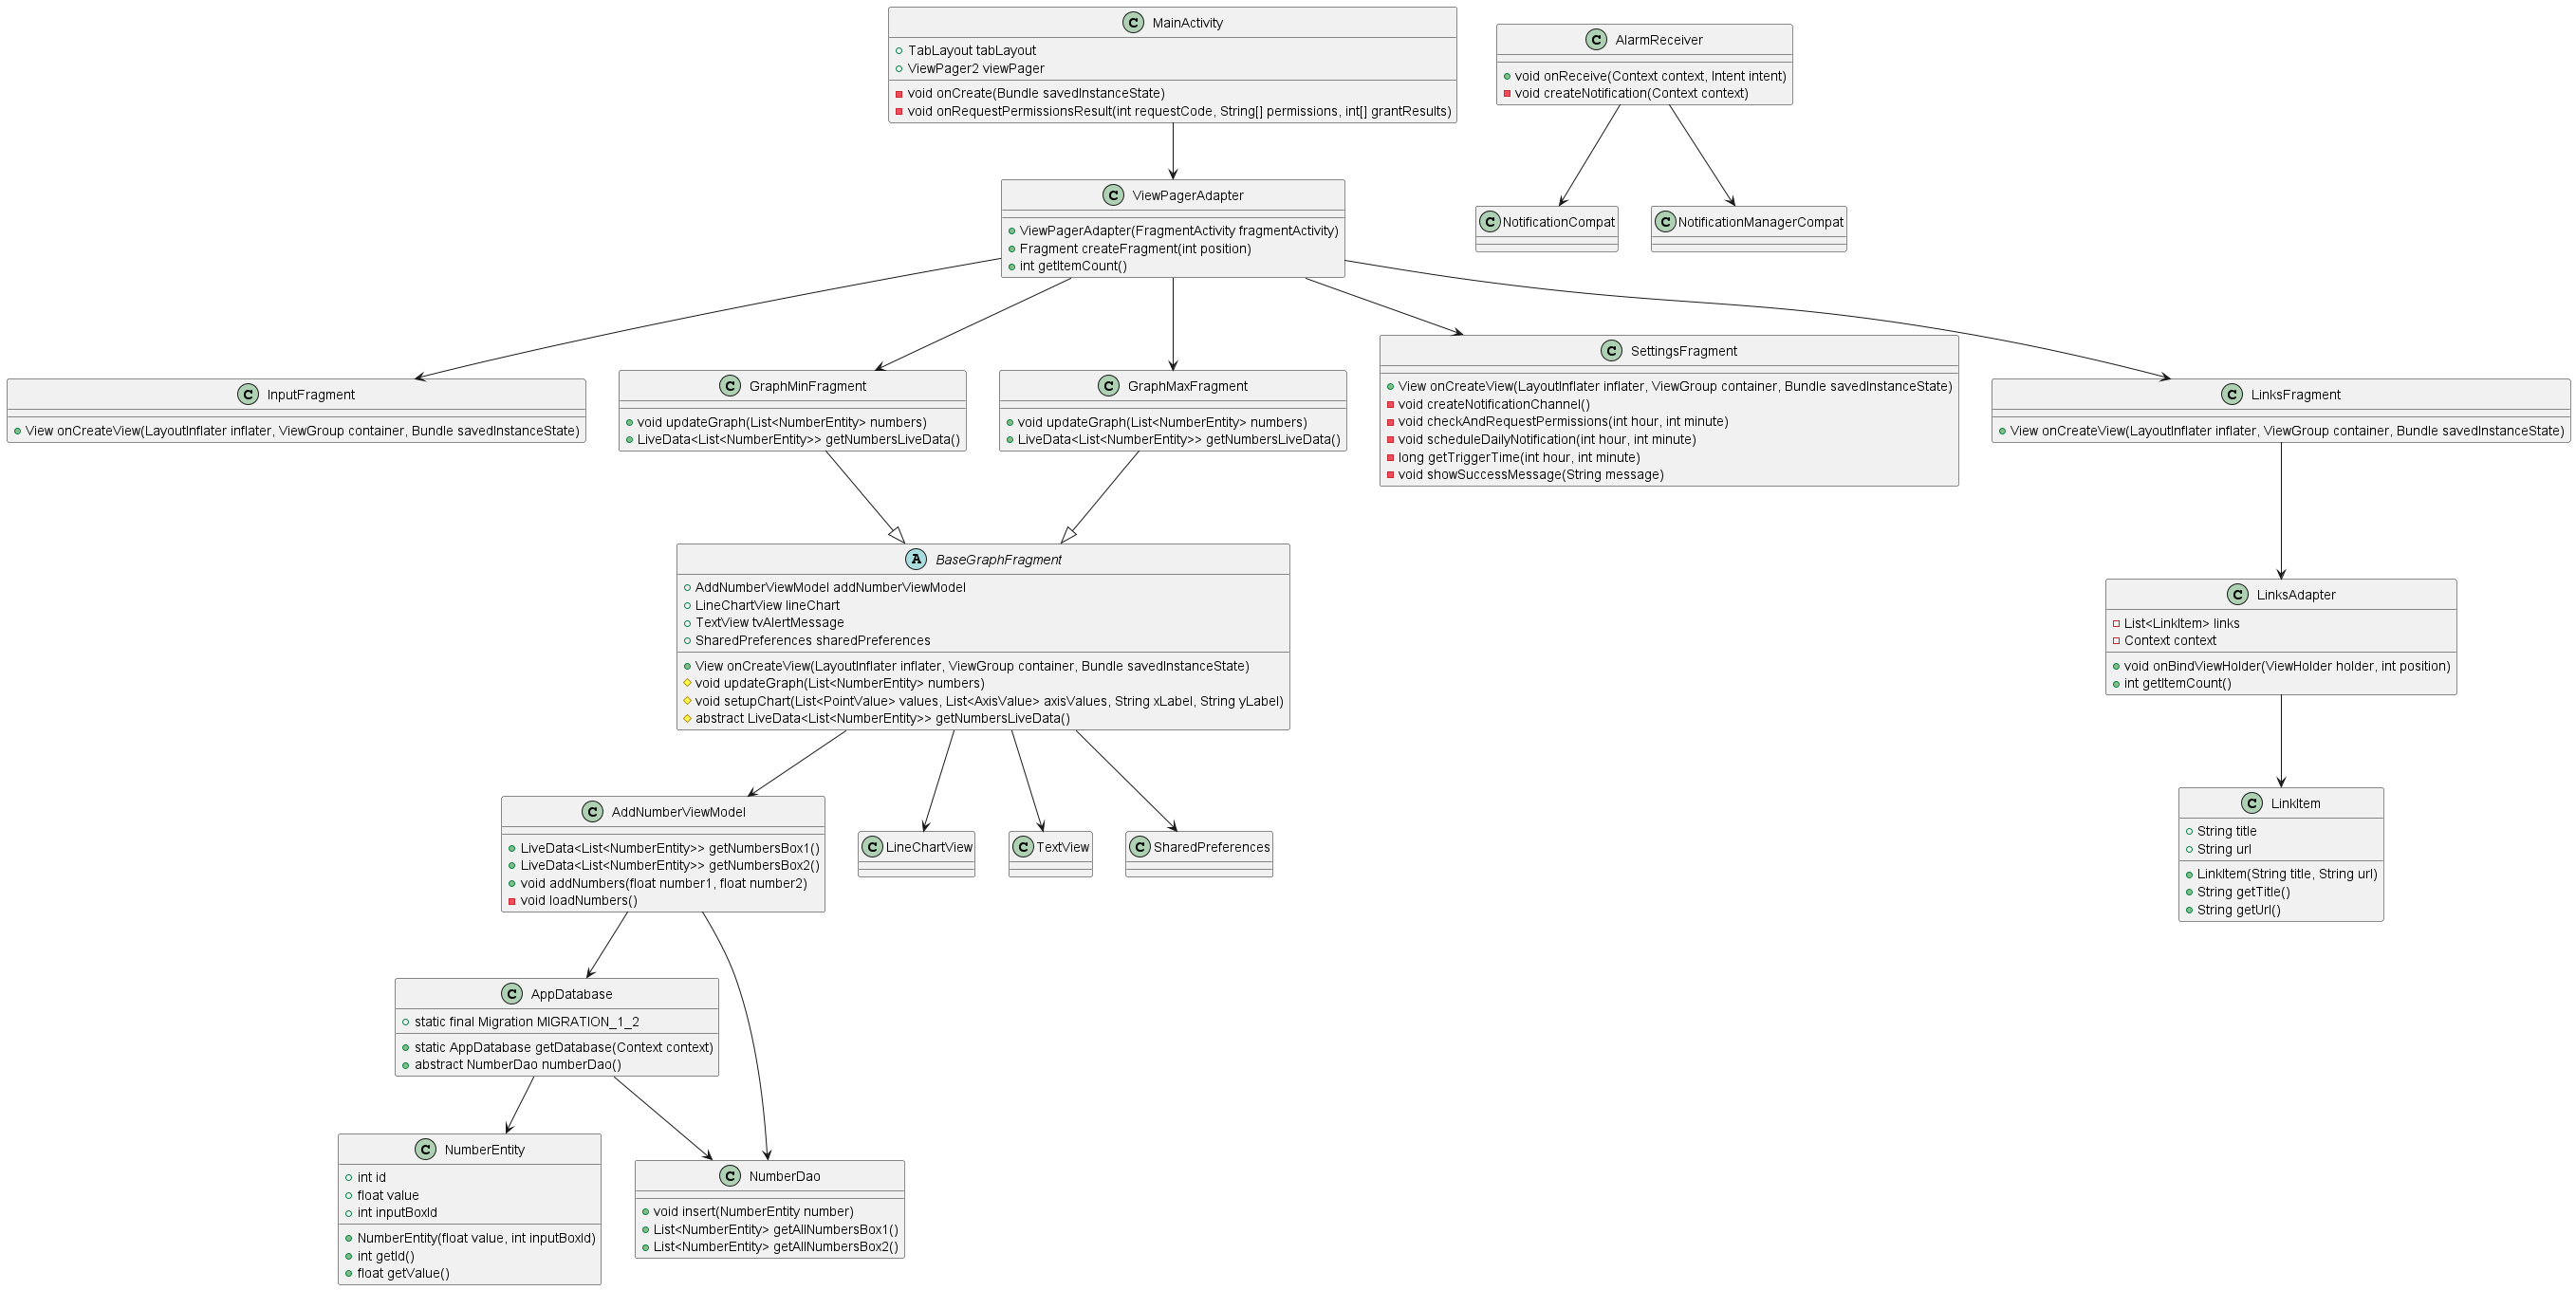 C MainActivity
TabLayout tabLayout
ViewPager2 viewPager
void onCreate(Bundle savedInstanceState)
void onRequestPermissionsResult(int requestCode, String[] permissions, int[] grantResults)
C AlarmReceiver
void onReceive(Context context, Intent intent)
void createNotification(Context context)
C ViewPagerAdapter
ViewPagerAdapter(FragmentActivity fragmentActivity)
Fragment createFragment(int position)
int getItemCount()
C NotificationCompat
C NotificationManagerCompat
C InputFragment
View onCreateView(LayoutInflater inflater, ViewGroup container, Bundle savedInstanceState)
C GraphMinFragment
void updateGraph(List<NumberEntity> numbers)
LiveData<List<NumberEntity>> getNumbersLiveData()
C GraphMaxFragment
void updateGraph(List<NumberEntity> numbers)
LiveData<List<NumberEntity>> getNumbersLiveData()
C SettingsFragment
View onCreateView(LayoutInflater inflater, ViewGroup container, Bundle savedInstanceState)
void createNotificationChannel()
void checkAndRequestPermissions(int hour, int minute)
void scheduleDailyNotification(int hour, int minute)
long getTriggerTime(int hour, int minute)
void showSuccessMessage(String message)
C LinksFragment
View onCreateView(LayoutInflater inflater, ViewGroup container, Bundle savedInstanceState)
A BaseGraphFragment
AddNumberViewModel addNumberViewModel
LineChartView lineChart
TextView tvAlertMessage
SharedPreferences sharedPreferences
View onCreateView(LayoutInflater inflater, ViewGroup container, Bundle savedInstanceState)
void updateGraph(List<NumberEntity> numbers)
void setupChart(List<PointValue> values, List<AxisValue> axisValues, String xLabel, String yLabel)
abstract LiveData<List<NumberEntity>> getNumbersLiveData()
C LinksAdapter
List<LinkItem> links
Context context
void onBindViewHolder(ViewHolder holder, int position)
int getItemCount()
C AddNumberViewModel
LiveData<List<NumberEntity>> getNumbersBox1()
LiveData<List<NumberEntity>> getNumbersBox2()
void addNumbers(float number1, float number2)
void loadNumbers()
C LineChartView
C TextView
C SharedPreferences
C LinkItem
String title
String url
LinkItem(String title, String url)
String getTitle()
String getUrl()
C AppDatabase
static final Migration MIGRATION_1_2
static AppDatabase getDatabase(Context context)
abstract NumberDao numberDao()
C NumberEntity
int id
float value
int inputBoxId
NumberEntity(float value, int inputBoxId)
int getId()
float getValue()
C NumberDao
void insert(NumberEntity number)
List<NumberEntity> getAllNumbersBox1()
List<NumberEntity> getAllNumbersBox2()